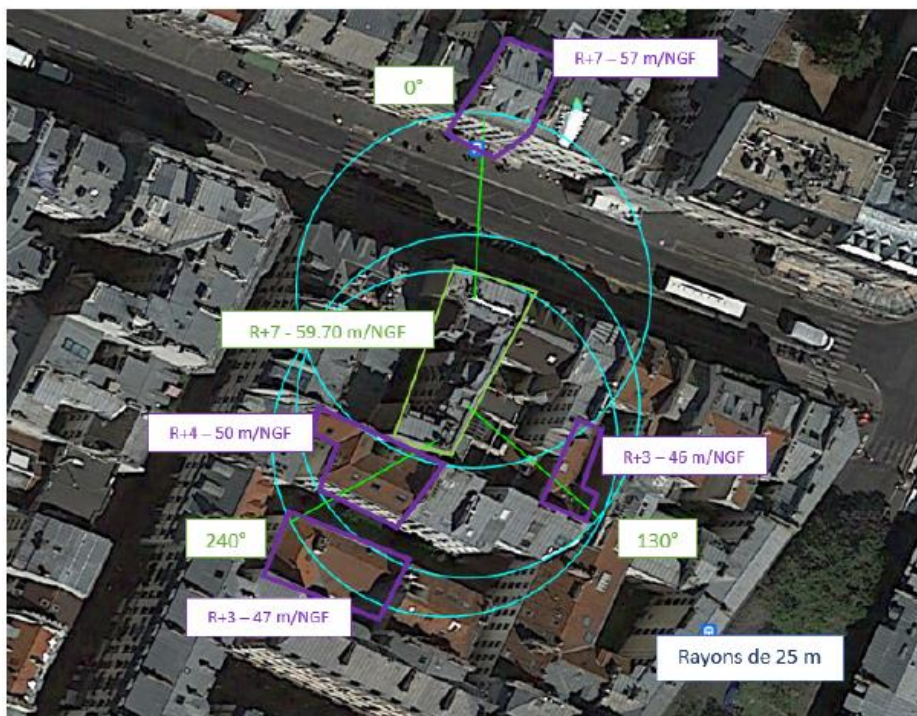 R+7 – 57 m/NGF
0°
R+7 - 59.70 m/NGF
R+4 – 50 m/NGF
R+3 – 46 m/NGF
240°
130°
R+3 – 47 m/NGF
Rayons de 25 m